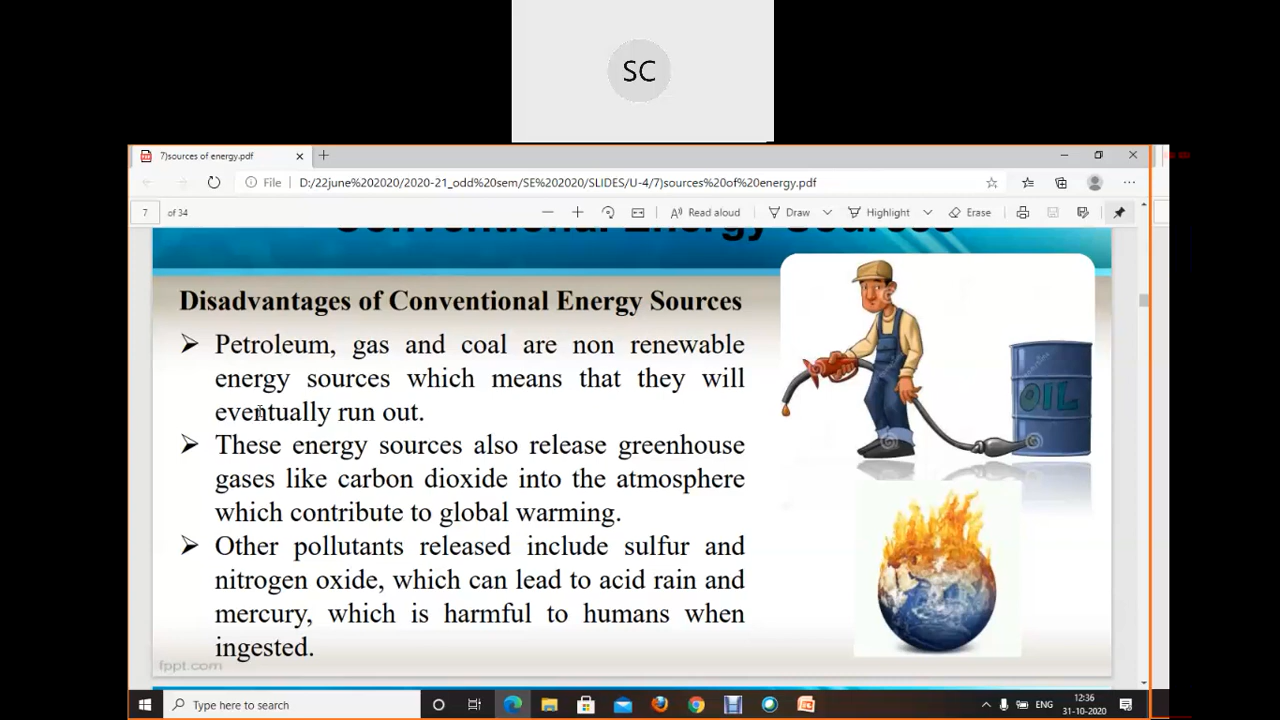 SC
7)sources of energy.pdf
File D:/22june%202020/2020-21_odd%20sem/SE%202020/SLIDES/U-4/7)sources%20of%20energy.pdf
7 of 34 Read aloud Draw Highlight Erase
Conventional Energy Sources
Disadvantages of Conventional Energy Sources
➢ Petroleum, gas and coal are non renewable
energy sources which means that they will
eventually run out.
➢ These energy sources also release greenhouse
gases like carbon dioxide into the atmosphere
which contribute to global warming.
➢ Other pollutants released include sulfur and
nitrogen oxide, which can lead to acid rain and
mercury, which is harmful to humans when
ingested.
OIL
fppt.com
Type here to search
ENG
12:36
31-10-2020